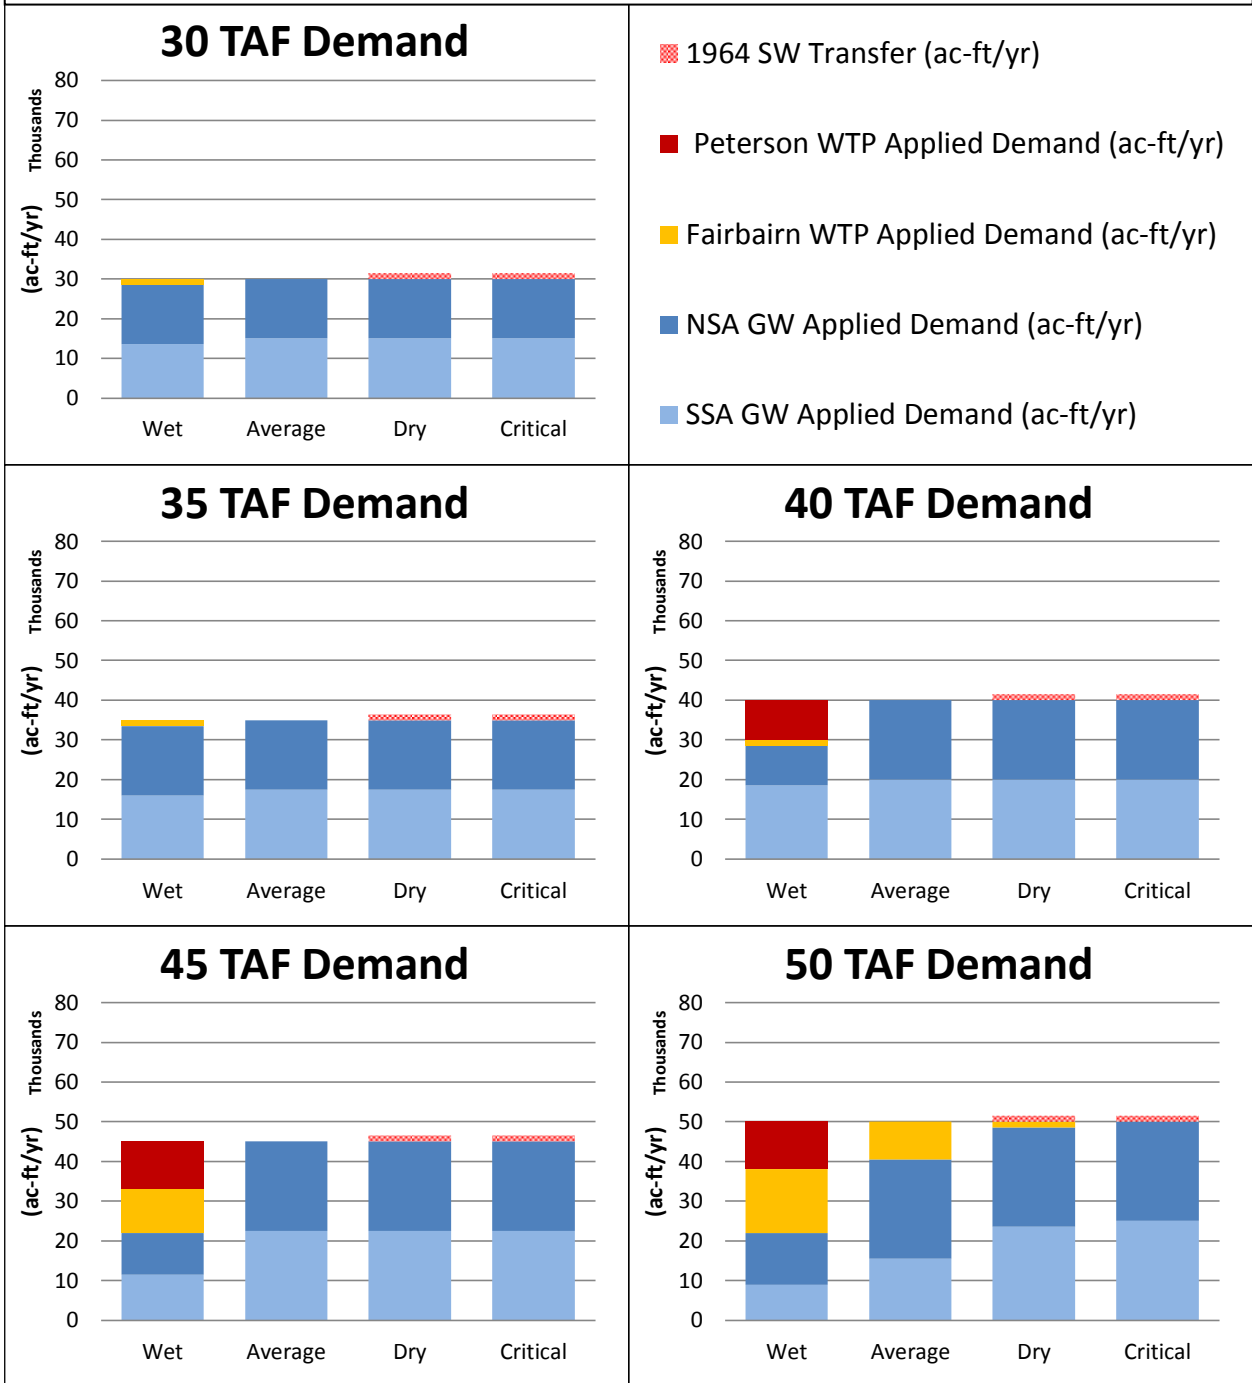 30 TAF Demand
80
70
60
50
40
30
20
10
0
Thousands
(ac-ft/yr)
Wet Average Dry Critical
1964 SW Transfer (ac-ft/yr)
Peterson WTP Applied Demand (ac-ft/yr)
Fairbairn WTP Applied Demand (ac-ft/yr)
NSA GW Applied Demand (ac-ft/yr)
SSA GW Applied Demand (ac-ft/yr)
35 TAF Demand
80
70
60
50
40
30
20
10
0
Thousands
(ac-ft/yr)
Wet Average Dry Critical
40 TAF Demand
80
70
60
50
40
30
20
10
0
Thousands
(ac-ft/yr)
Wet Average Dry Critical
45 TAF Demand
80
70
60
50
40
30
20
10
0
Thousands
(ac-ft/yr)
Wet Average Dry Critical
50 TAF Demand
80
70
60
50
40
30
20
10
0
Thousands
(ac-ft/yr)
Wet Average Dry Critical